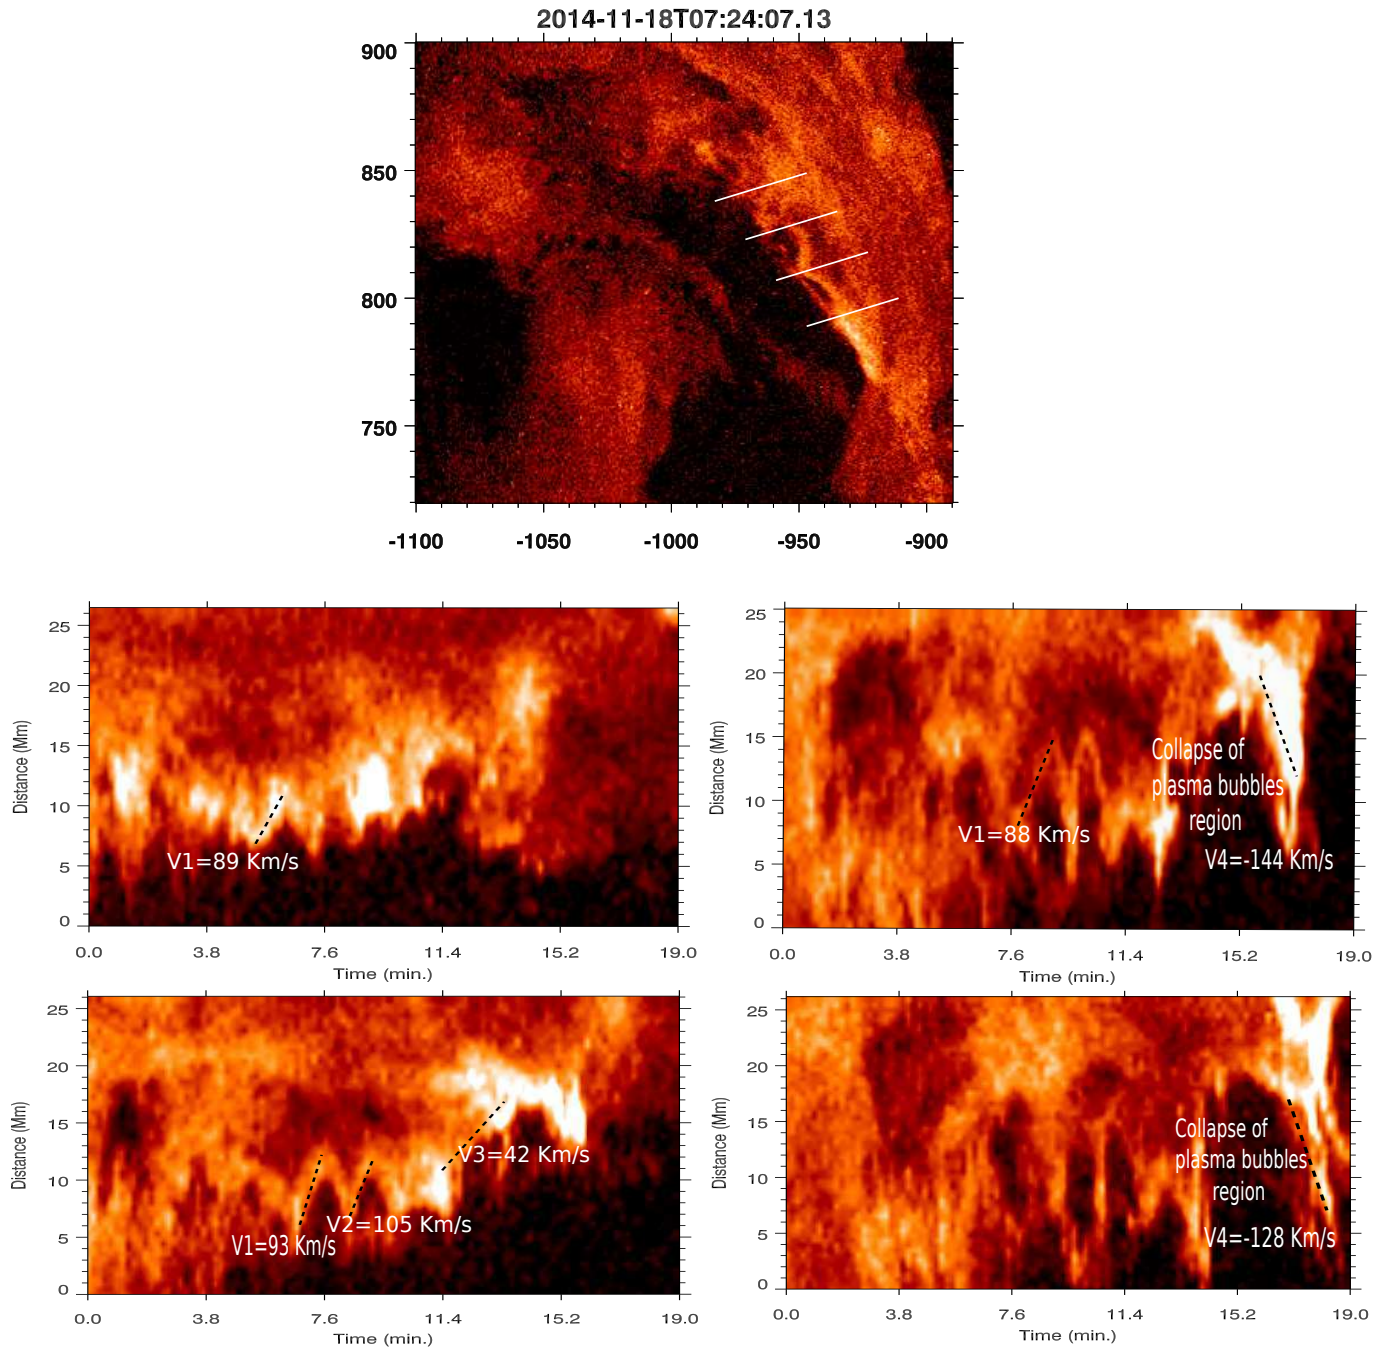 2014-11-18T07:24:07.13
900
850
800
750
-1100 -1050 -1000 -950 -900
25
20
15
10
5
0
Distance (Mm)
V1=89 Km/s
0.0 3.8 7.6 11.4 15.2 19.0
Time (min.)
25
20
15
10
5
0
Distance (Mm)
Collapse of
plasma bubbles
region
V1=88 Km/s
V4=-144 Km/s
0.0 3.8 7.6 11.4 15.2 19.0
Time (min.)
25
20
15
10
5
0
Distance (Mm)
V3=42 Km/s
V2=105 Km/s
V1=93 Km/s
0.0 3.8 7.6 11.4 15.2 19.0
Time (min.)
25
20
15
10
5
0
Distance (Mm)
Collapse of
plasma bubbles
region
V4=-128 Km/s
0.0 3.8 7.6 11.4 15.2 19.0
Time (min.)